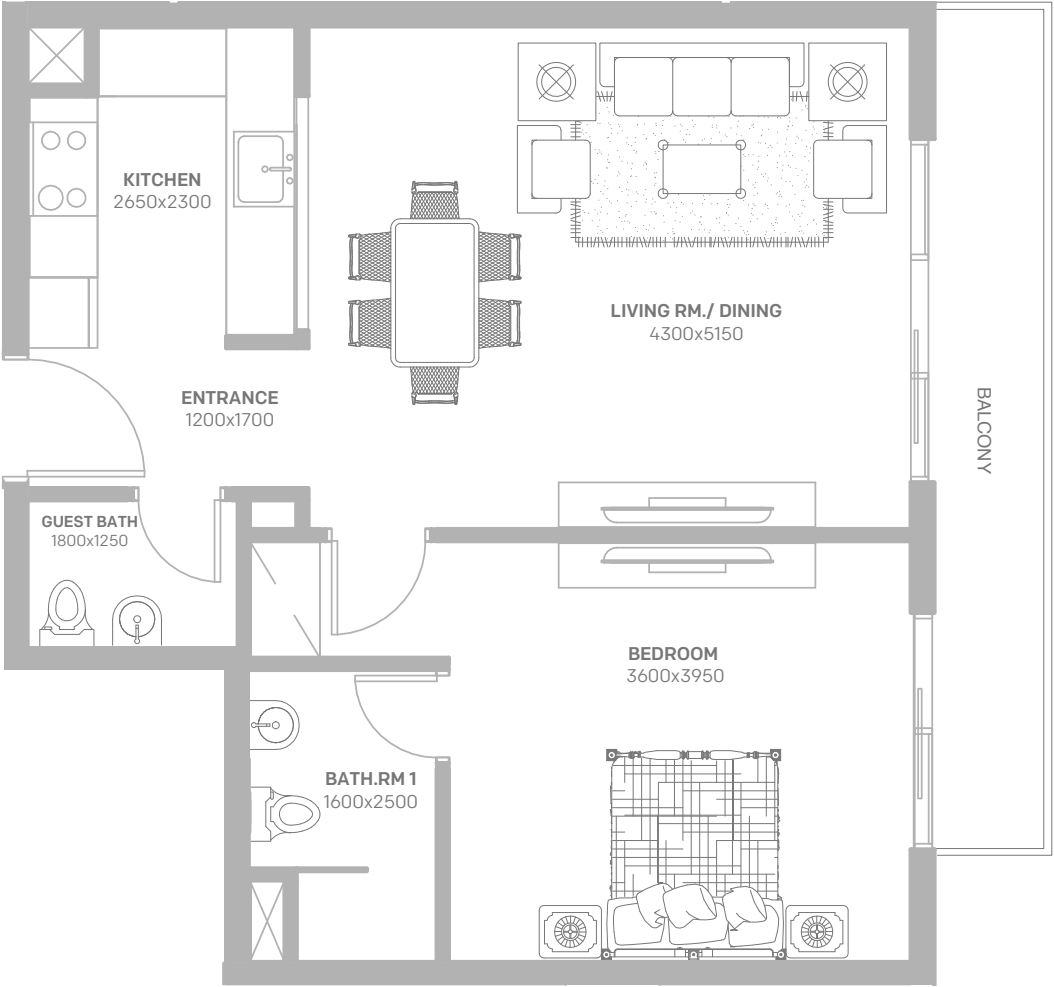 KITCHEN
2650x2300
LIVING RM./ DINING
4300x5150
ENTRANCE
1200x1700
BALCONY
GUEST BATH
1800x1250
BEDROOM
3600x3950
BATH.RM 1
1600x2500